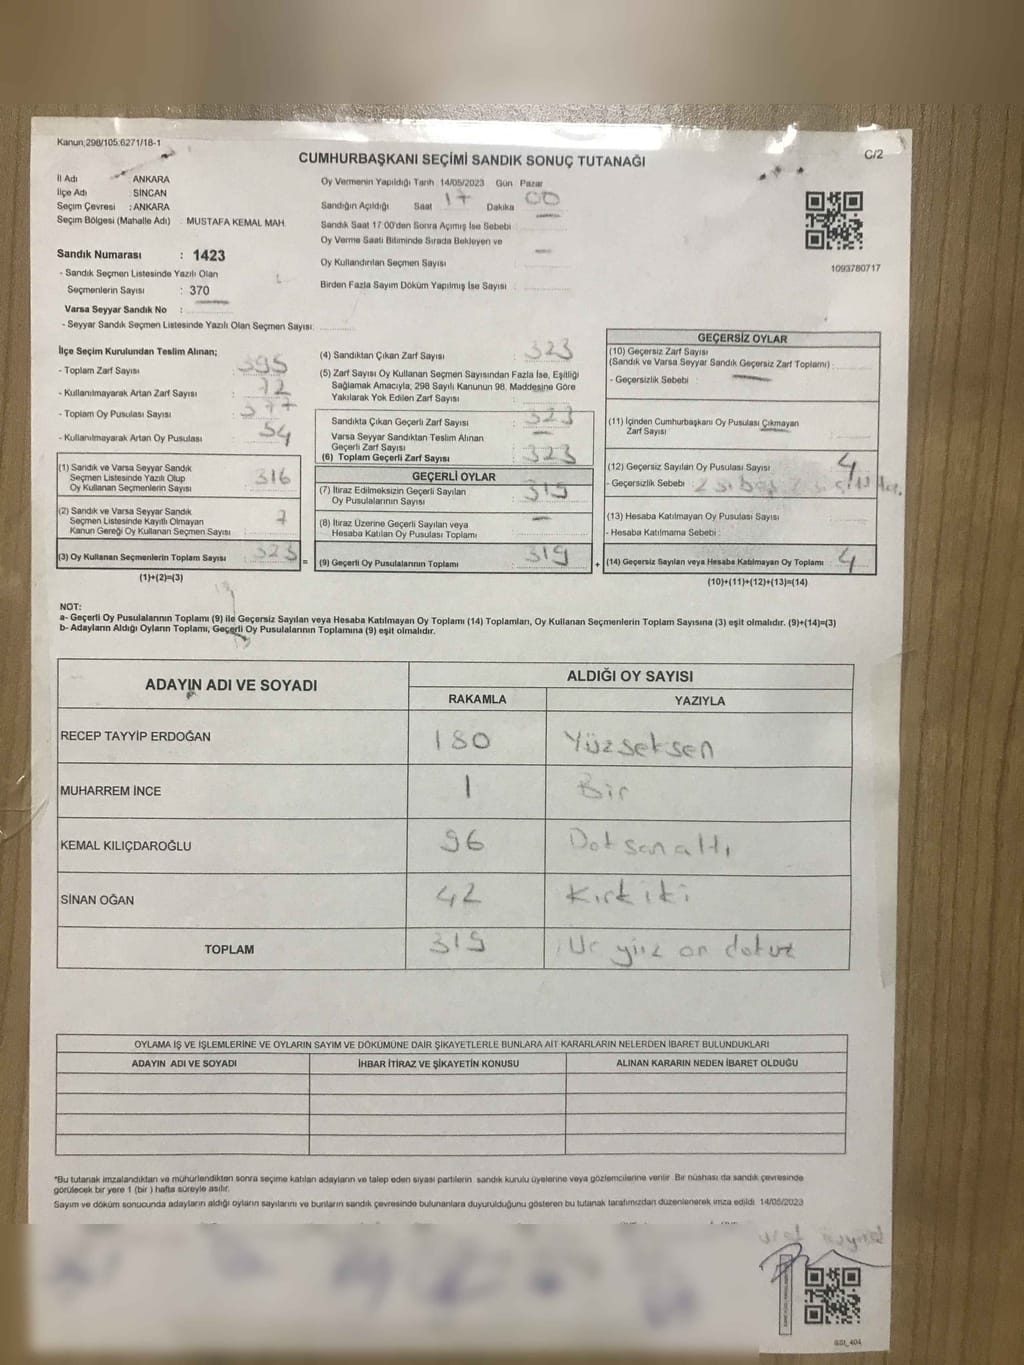 Kanun;298/105.6271/18-1
C/2
CUMHURBAŞKANI SEÇİMİ SANDIK SONUÇ TUTANAĞI
İl Adı : ANKARA
İlçe Adı : SİNCAN
Seçim Çevresi : ANKARA
Seçim Bölgesi (Mahalle Adı) : MUSTAFA KEMAL MAH.
Oy Vermenin Yapıldığı Tarih 14/05/2023 Gün Pazar
Sandığın Açıldığı Saat 17 Dakika 00
Sandık Saat 17 00'den Sonra Açımış İse Sebebi
Oy Verme Saati Bitiminde Sırada Bekleyen ve
Oy Kullandırılan Seçmen Sayısı :
Birden Fazla Sayım Döküm Yapılmış İse Sayısı :
1093780717
Sandık Numarası : 1423
- Sandık Seçmen Listesinde Yazılı Olan
Seçmenlerin Sayısı : 370
Varsa Seyyar Sandık No :
- Seyyar Sandık Seçmen Listesinde Yazılı Olan Seçmen Sayısı:
İlçe Seçim Kurulundan Teslim Alınan;
- Toplam Zarf Sayısı : 395
- Kullanılmayarak Artan Zarf Sayısı : 72
- Toplam Oy Pusulası Sayısı : 377
- Kullanılmayarak Artan Oy Pusulası : 54
(1) Sandık ve Varsa Seyyar Sandık
Seçmen Listesinde Yazılı Olup
Oy Kullanan Seçmenlerin Sayısı : 316
(2) Sandık ve Varsa Seyyar Sandık
Seçmen Listesinde Kayıtlı Olmayan
Kanun Gereği Oy Kullanan Seçmen Sayısı : 7
(3) Oy Kullanan Seçmenlerin Toplam Sayısı : 323
(1)+(2)=(3)
(4) Sandıktan Çıkan Zarf Sayısı : 323
(5) Zarf Sayısı Oy Kullanan Seçmen Sayısından Fazla İse, Eşitliği
Sağlamak Amacıyla, 298 Sayılı Kanunun 98. Maddesine Göre
Yakılarak Yok Edilen Zarf Sayısı :
Sandıkta Çıkan Geçerli Zarf Sayısı : 323
Varsa Seyyar Sandıktan Teslim Alınan
Geçerli Zarf Sayısı :
(6) Toplam Geçerli Zarf Sayısı : 323
GEÇERLİ OYLAR
(7) İtiraz Edilmeksizin Geçerli Sayılan
Oy Pusulalarının Sayısı : 319
(8) İtiraz Üzerine Geçerli Sayılan veya
Hesaba Katılan Oy Pusulası Toplamı :
= (9) Geçerli Oy Pusulalarının Toplamı : 319
GEÇERSİZ OYLAR
(10) Geçersiz Zarf Sayısı
(Sandık ve Varsa Seyyar Sandık Geçersiz Zarf Toplamı) :
- Geçersizlik Sebebi :
(11) İçinden Cumhurbaşkanı Oy Pusulası Çıkmayan
Zarf Sayısı :
(12) Geçersiz Sayılan Oy Pusulası Sayısı : 4
- Geçersizlik Sebebi :
(13) Hesaba Katılmayan Oy Pusulası Sayısı :
- Hesaba Katılmama Sebebi :
+ (14) Geçersiz Sayılan veya Hesaba Katılmayan Oy Toplamı : 4
(10)+(11)+(12)+(13)=(14)
NOT:
a- Geçerli Oy Pusulalarının Toplamı (9) ile Geçersiz Sayılan veya Hesaba Katılmayan Oy Toplamı (14) Toplamları, Oy Kullanan Seçmenlerin Toplam Sayısına (3) eşit olmalıdır. (9)+(14)=(3)
b- Adayların Aldığı Oyların Toplamı, Geçerli Oy Pusulalarının Toplamına (9) eşit olmalıdır.
ADAYIN ADI VE SOYADI
ALDIĞI OY SAYISI
RAKAMLA YAZIYLA
RECEP TAYYİP ERDOĞAN 180 Yüzseksen
MUHARREM İNCE 1 Bir
KEMAL KILIÇDAROĞLU 96 Doksanaltı
SİNAN OĞAN 42 Kırkiki
TOPLAM 319 Üç yüz on dokuz
OYLAMA İŞ VE İŞLEMLERİNE VE OYLARIN SAYIM VE DÖKÜMÜNE DAİR ŞİKAYETLERLE BUNLARA AİT KARARLARIN NELERDEN İBARET BULUNDUKLARI
ADAYIN ADI VE SOYADI İHBAR İTİRAZ VE ŞİKAYETİN KONUSU ALINAN KARARIN NEDEN İBARET OLDUĞU
*Bu tutanak imzalandıktan ve mühürlendikten sonra seçime katılan adayların ve talep eden siyasi partilerin sandık kurulu üyelerine veya gözlemcilerine verilir. Bir nüshası da sandık çevresinde
görülecek bir yere 1 (bir ) hafta süreyle asılır.
Sayım ve döküm sonucunda adayların aldığı oyların sayılarını ve bunların sandık çevresinde bulunanlara duyurulduğunu gösteren bu tutanak tarafımızdan düzenlenerek imza edildi. 14/05/2023